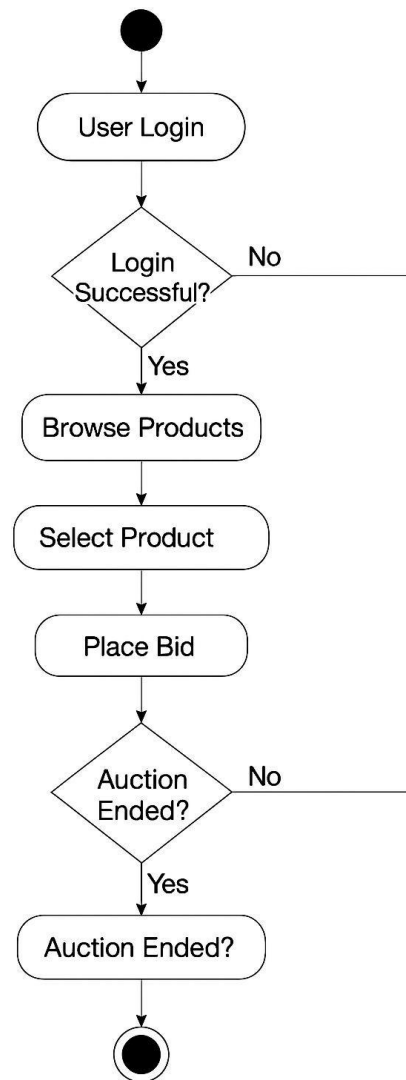 User Login
Login
Successful?
No
Yes
Browse Products
Select Product
Place Bid
Auction
Ended?
No
Yes
Auction Ended?